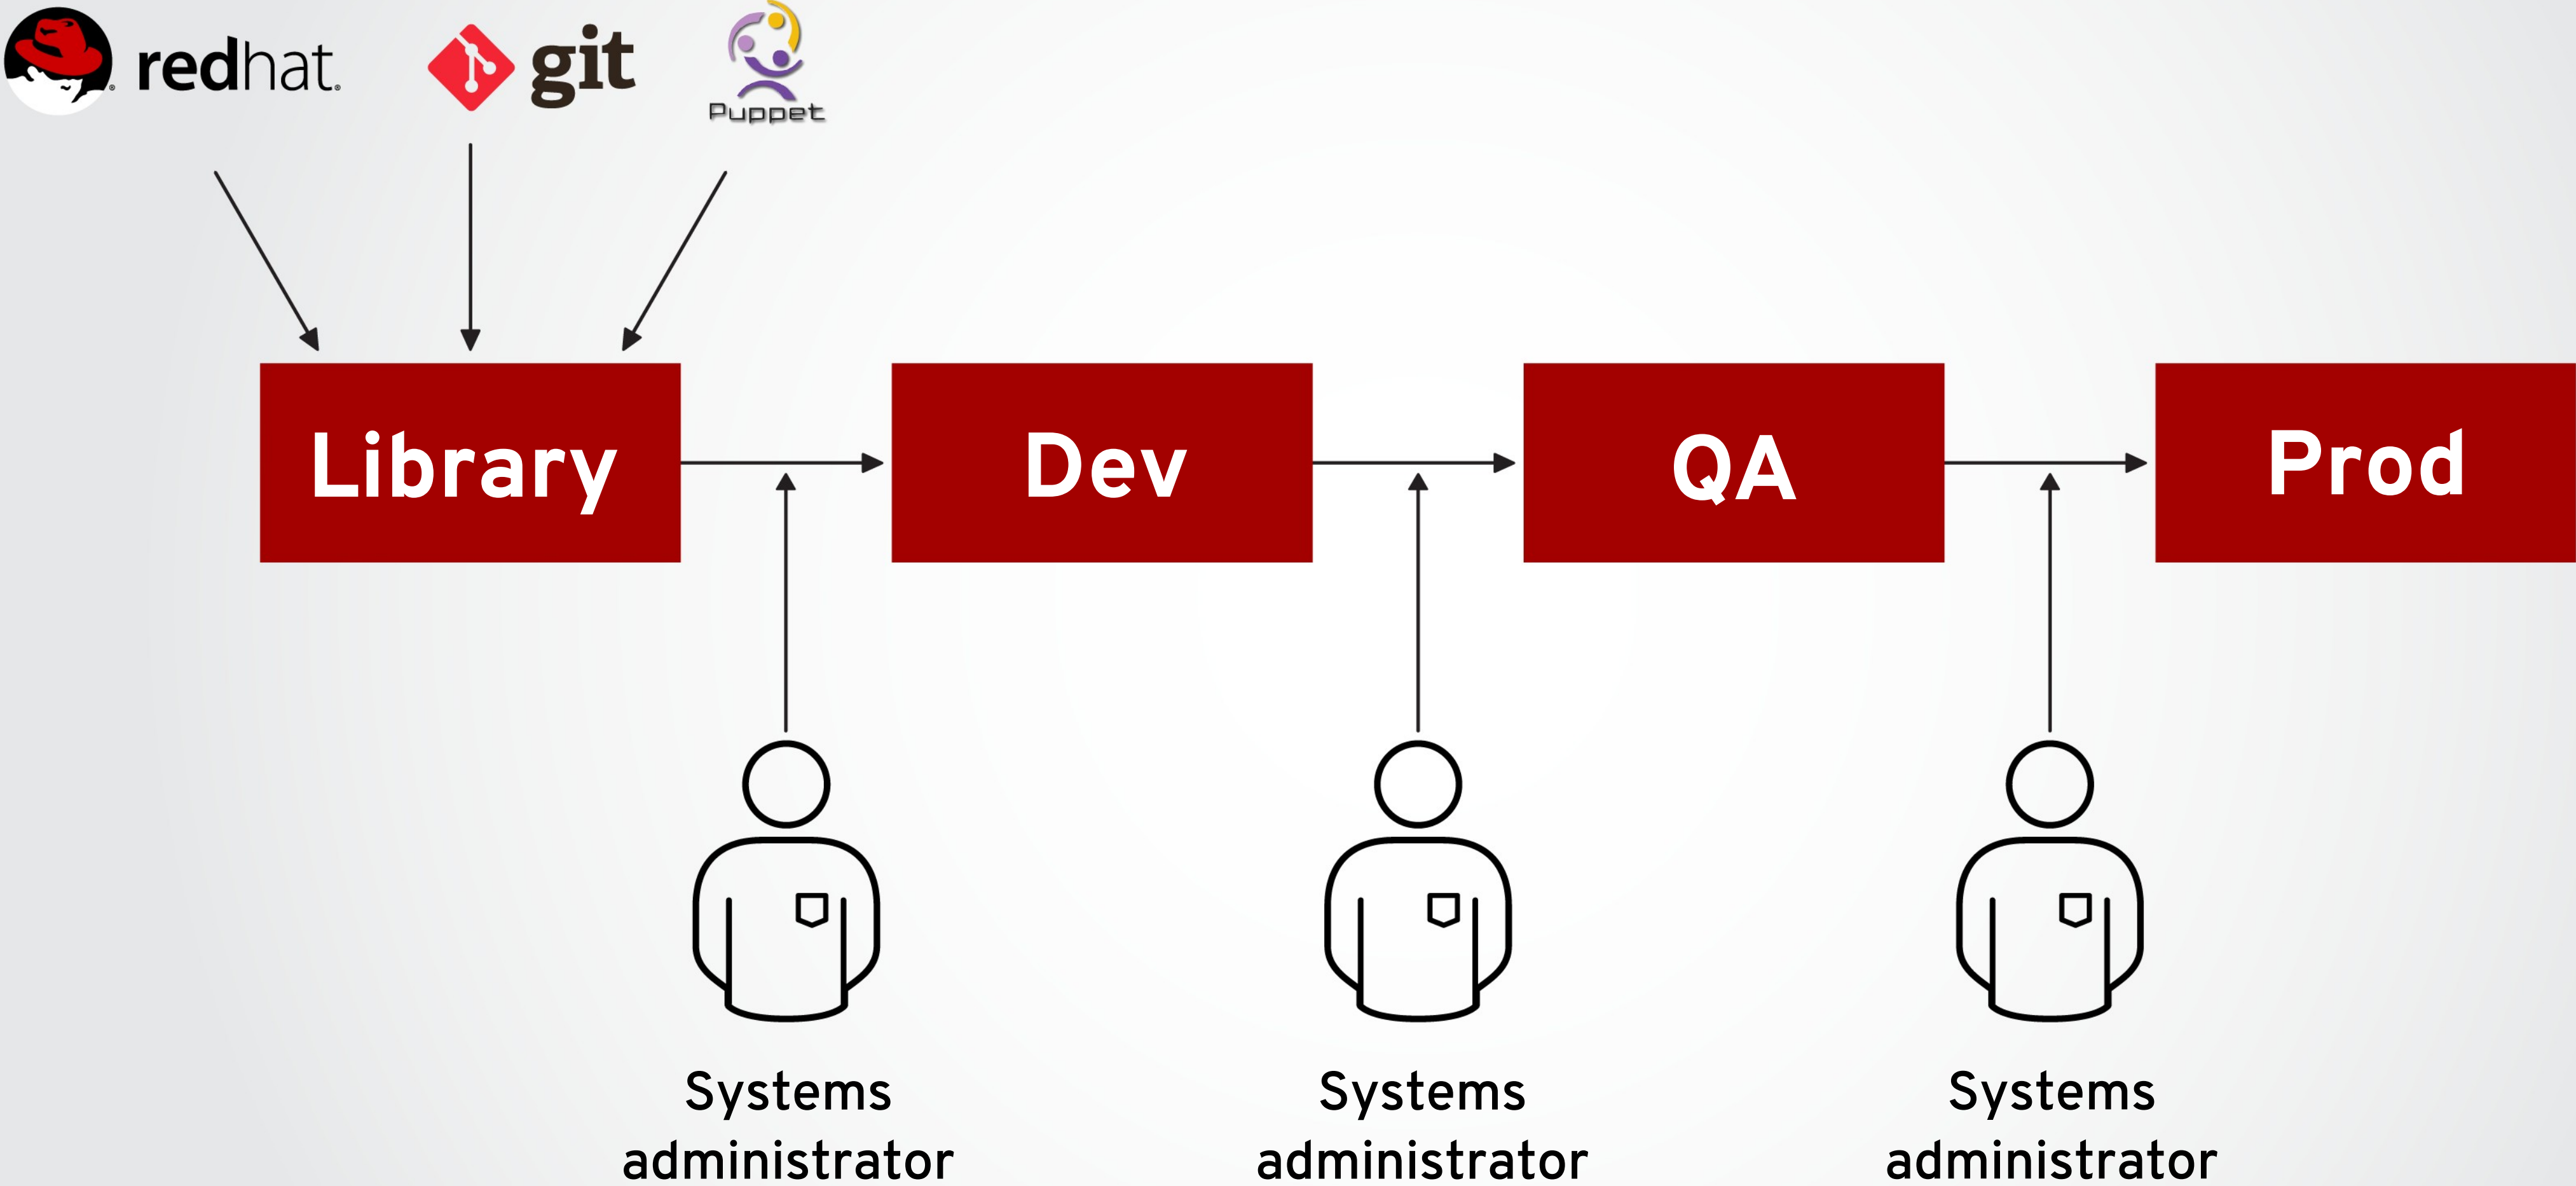 redhat.
git
Puppet
Library
Dev
QA
Prod
Systems
administrator
Systems
administrator
Systems
administrator